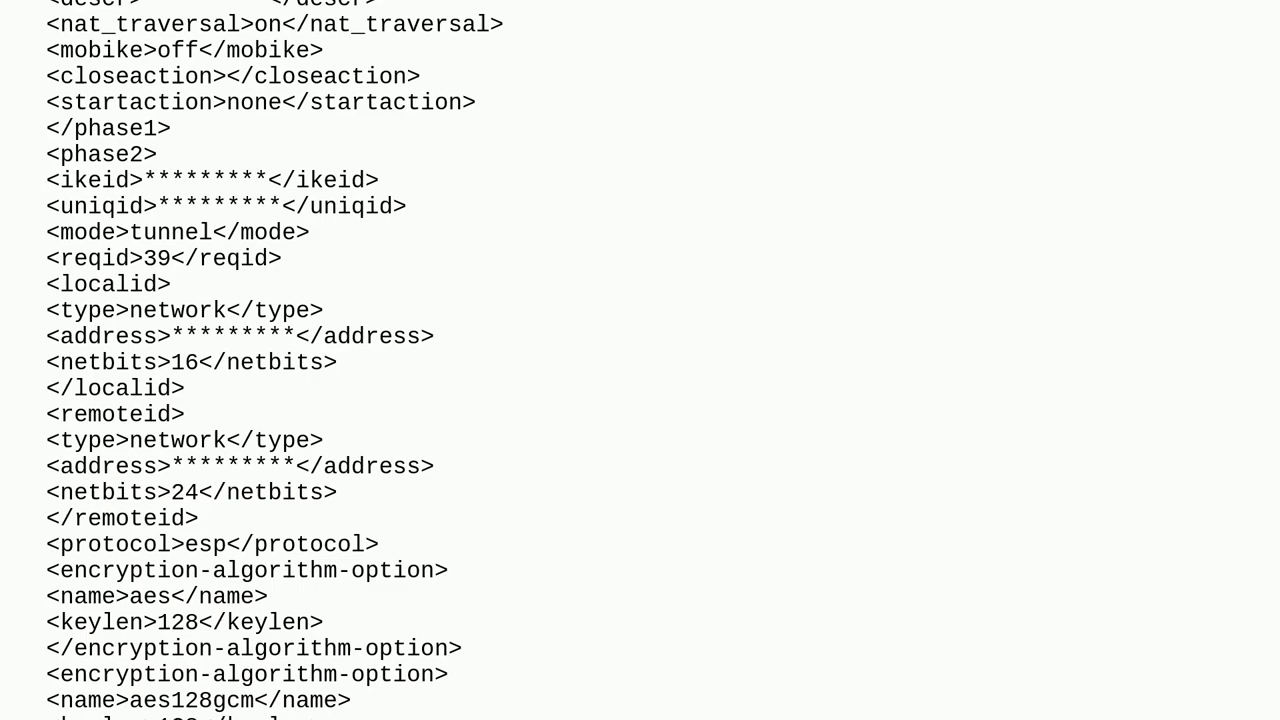 <nat_traversal>on</nat_traversal>
<mobike>off</mobike>
<closeaction></closeaction>
<startaction>none</startaction>
</phase1>
<phase2>
<ikeid>*********</ikeid>
<uniqid>*********</uniqid>
<mode>tunnel</mode>
<reqid>39</reqid>
<localid>
<type>network</type>
<address>*********</address>
<netbits>16</netbits>
</localid>
<remoteid>
<type>network</type>
<address>*********</address>
<netbits>24</netbits>
</remoteid>
<protocol>esp</protocol>
<encryption-algorithm-option>
<name>aes</name>
<keylen>128</keylen>
</encryption-algorithm-option>
<encryption-algorithm-option>
<name>aes128gcm</name>